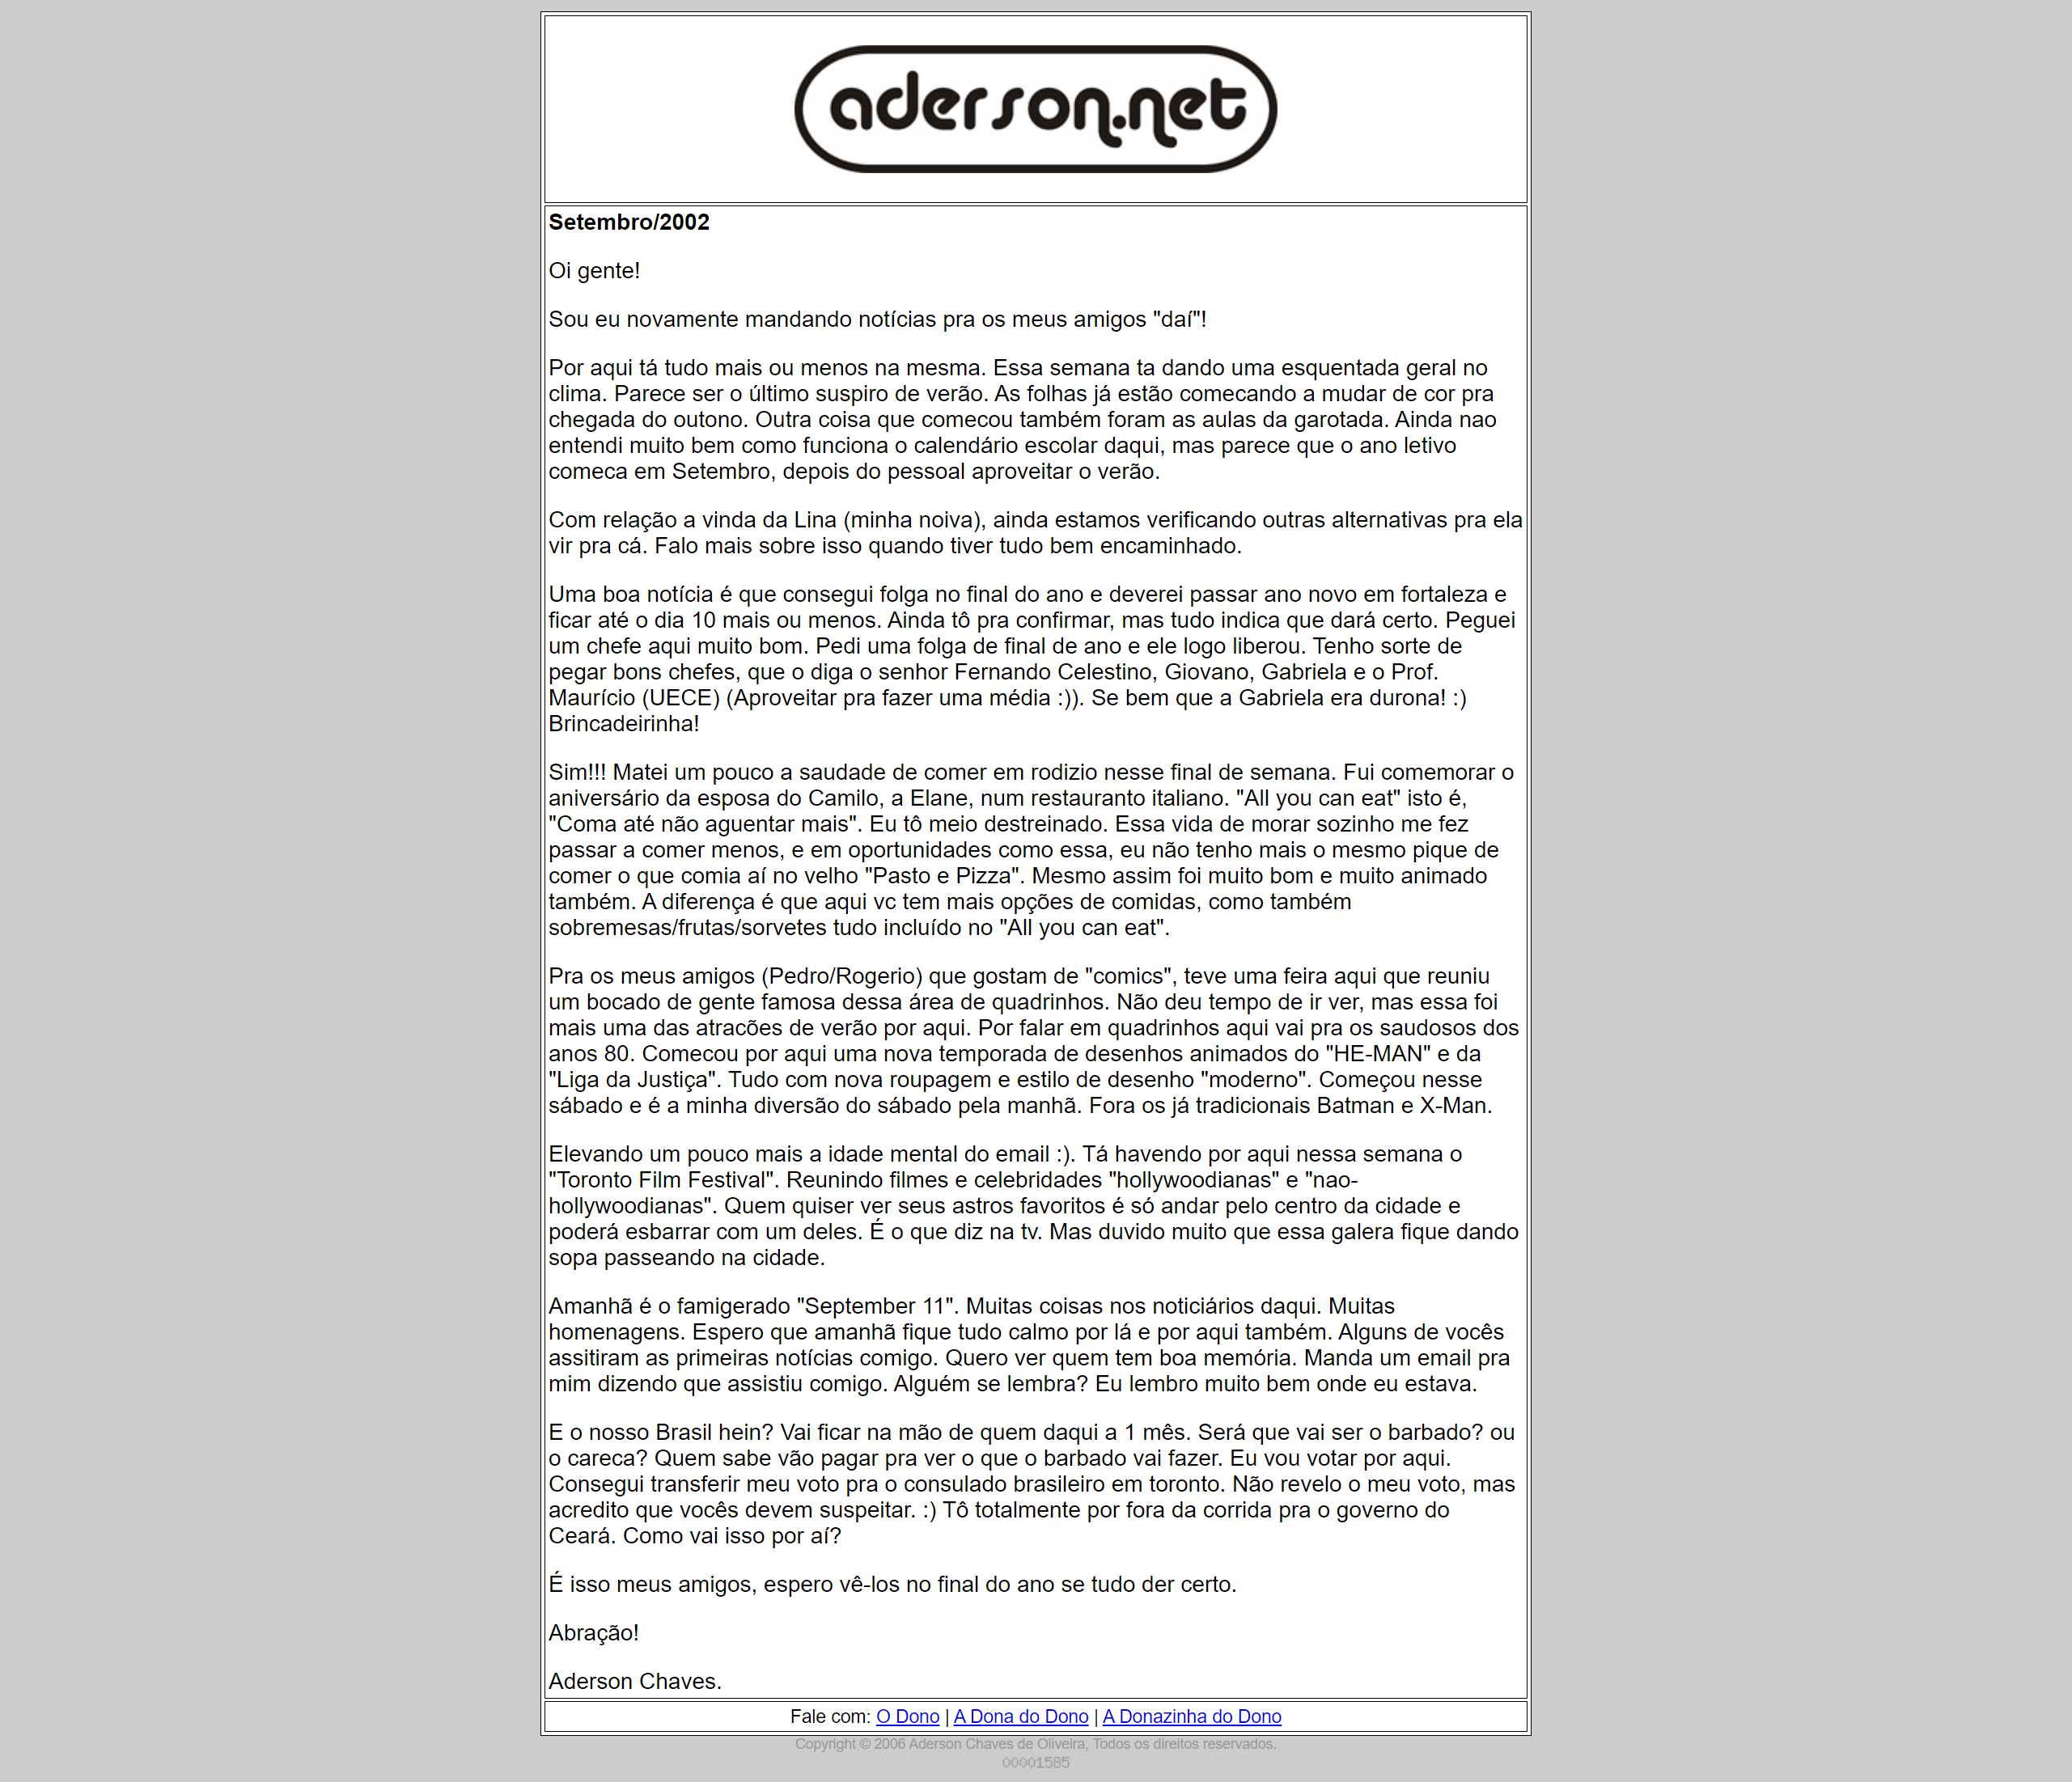 aderson.net
Setembro/2002
Oi gente!
Sou eu novamente mandando notícias pra os meus amigos "daí"!
Por aqui tá tudo mais ou menos na mesma. Essa semana ta dando uma esquentada geral no
clima. Parece ser o último suspiro de verão. As folhas já estão comecando a mudar de cor pra
chegada do outono. Outra coisa que comecou também foram as aulas da garotada. Ainda nao
entendi muito bem como funciona o calendário escolar daqui, mas parece que o ano letivo
comeca em Setembro, depois do pessoal aproveitar o verão.
Com relação a vinda da Lina (minha noiva), ainda estamos verificando outras alternativas pra ela
vir pra cá. Falo mais sobre isso quando tiver tudo bem encaminhado.
Uma boa notícia é que consegui folga no final do ano e deverei passar ano novo em fortaleza e
ficar até o dia 10 mais ou menos. Ainda tô pra confirmar, mas tudo indica que dará certo. Peguei
um chefe aqui muito bom. Pedi uma folga de final de ano e ele logo liberou. Tenho sorte de
pegar bons chefes, que o diga o senhor Fernando Celestino, Giovano, Gabriela e o Prof.
Maurício (UECE) (Aproveitar pra fazer uma média :)). Se bem que a Gabriela era durona! :)
Brincadeirinha!
Sim!!! Matei um pouco a saudade de comer em rodizio nesse final de semana. Fui comemorar o
aniversário da esposa do Camilo, a Elane, num restauranto italiano. "All you can eat" isto é,
"Coma até não aguentar mais". Eu tô meio destreinado. Essa vida de morar sozinho me fez
passar a comer menos, e em oportunidades como essa, eu não tenho mais o mesmo pique de
comer o que comia aí no velho "Pasto e Pizza". Mesmo assim foi muito bom e muito animado
também. A diferença é que aqui vc tem mais opções de comidas, como também
sobremesas/frutas/sorvetes tudo incluído no "All you can eat".
Pra os meus amigos (Pedro/Rogerio) que gostam de "comics", teve uma feira aqui que reuniu
um bocado de gente famosa dessa área de quadrinhos. Não deu tempo de ir ver, mas essa foi
mais uma das atracões de verão por aqui. Por falar em quadrinhos aqui vai pra os saudosos dos
anos 80. Comecou por aqui uma nova temporada de desenhos animados do "HE-MAN" e da
"Liga da Justiça". Tudo com nova roupagem e estilo de desenho "moderno". Começou nesse
sábado e é a minha diversão do sábado pela manhã. Fora os já tradicionais Batman e X-Man.
Elevando um pouco mais a idade mental do email :). Tá havendo por aqui nessa semana o
"Toronto Film Festival". Reunindo filmes e celebridades "hollywoodianas" e "nao-
hollywoodianas". Quem quiser ver seus astros favoritos é só andar pelo centro da cidade e
poderá esbarrar com um deles. É o que diz na tv. Mas duvido muito que essa galera fique dando
sopa passeando na cidade.
Amanhã é o famigerado "September 11". Muitas coisas nos noticiários daqui. Muitas
homenagens. Espero que amanhã fique tudo calmo por lá e por aqui também. Alguns de vocês
assitiram as primeiras notícias comigo. Quero ver quem tem boa memória. Manda um email pra
mim dizendo que assistiu comigo. Alguém se lembra? Eu lembro muito bem onde eu estava.
E o nosso Brasil hein? Vai ficar na mão de quem daqui a 1 mês. Será que vai ser o barbado? ou
o careca? Quem sabe vão pagar pra ver o que o barbado vai fazer. Eu vou votar por aqui.
Consegui transferir meu voto pra o consulado brasileiro em toronto. Não revelo o meu voto, mas
acredito que vocês devem suspeitar. :) Tô totalmente por fora da corrida pra o governo do
Ceará. Como vai isso por aí?
É isso meus amigos, espero vê-los no final do ano se tudo der certo.
Abração!
Aderson Chaves.
Fale com: O Dono | A Dona do Dono | A Donazinha do Dono
Copyright © 2006 Aderson Chaves de Oliveira, Todos os direitos reservados.
00001585